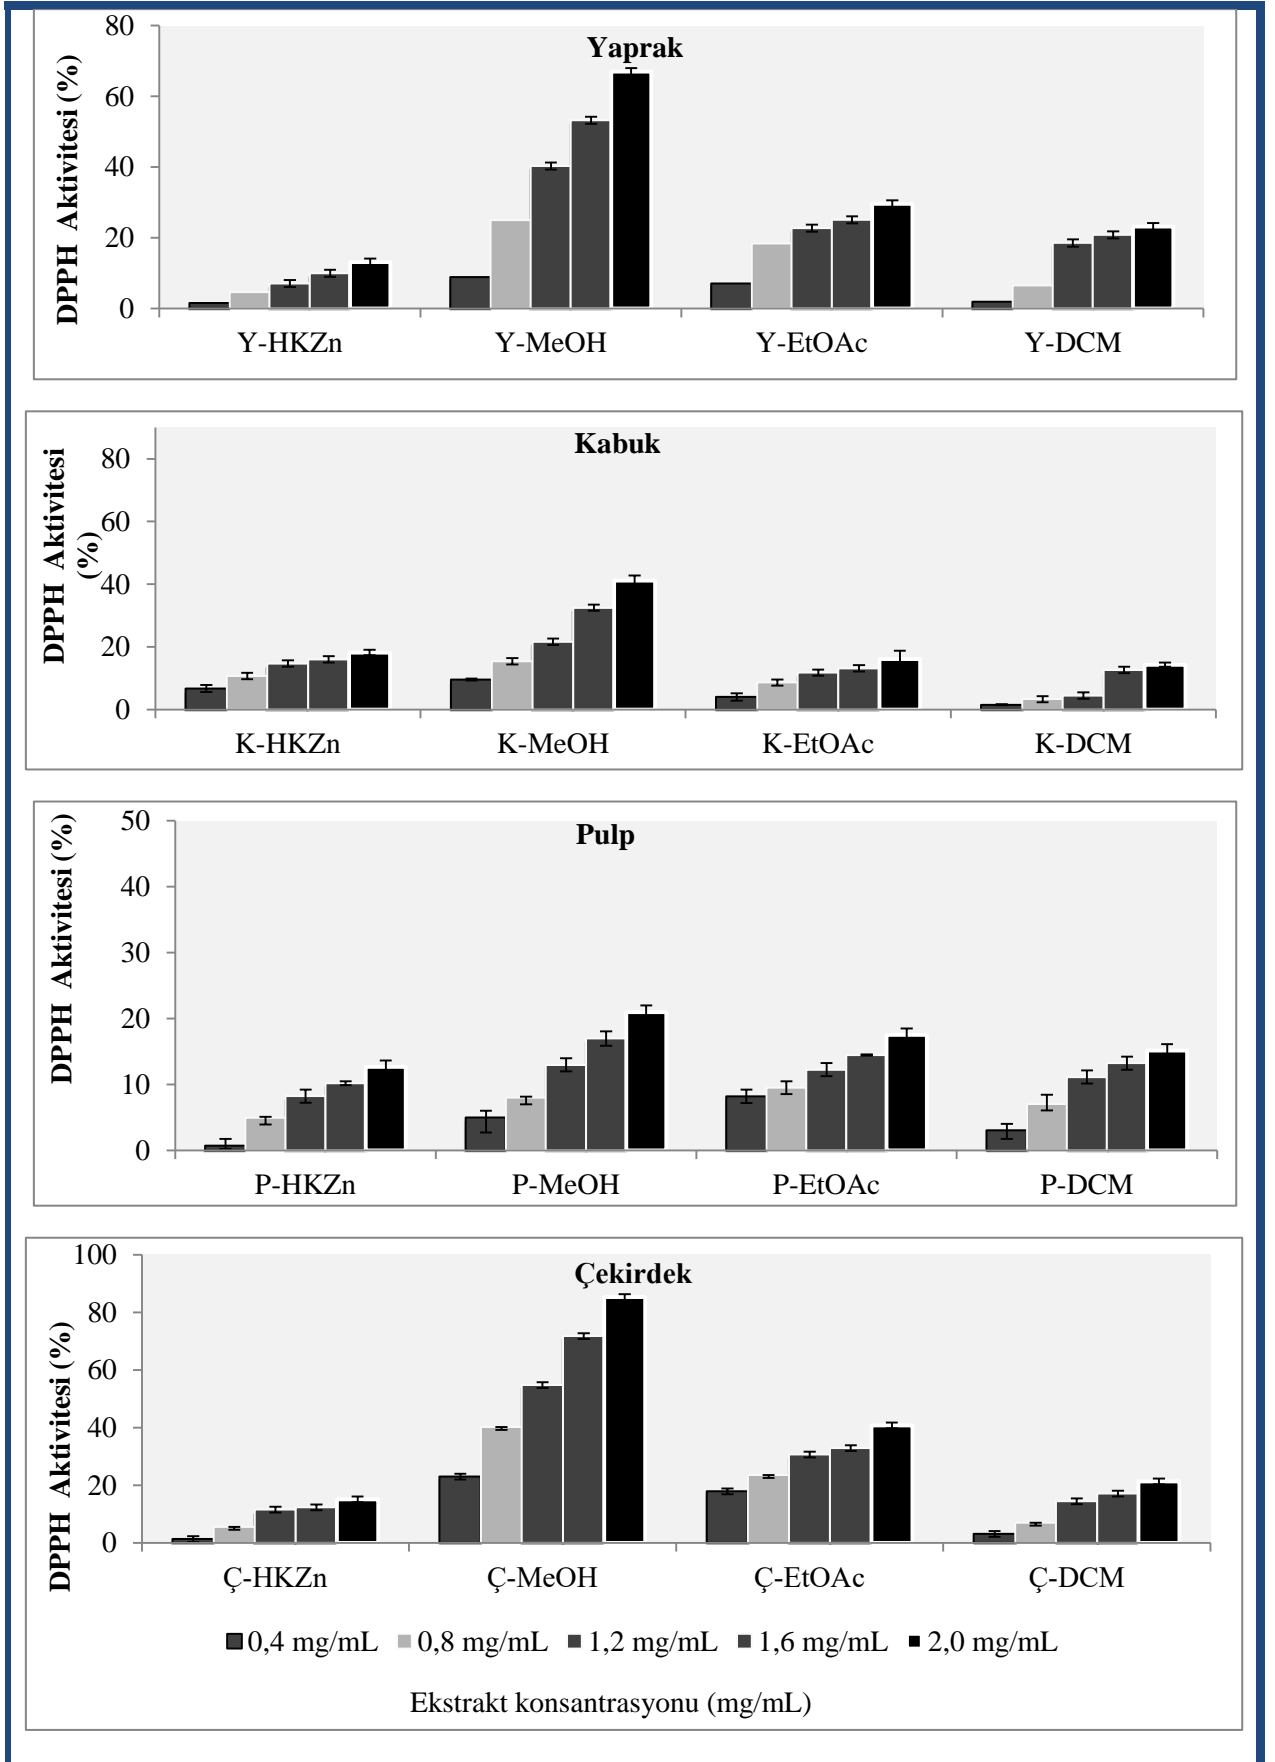 Yaprak
DPPH Aktivitesi (%)
80
60
40
20
0
Y-HKZn Y-MeOH Y-EtOAc Y-DCM
Kabuk
DPPH Aktivitesi
(%)
80
60
40
20
0
K-HKZn K-MeOH K-EtOAc K-DCM
Pulp
DPPH Aktivitesi (%)
50
40
30
20
10
0
P-HKZn P-MeOH P-EtOAc P-DCM
Çekirdek
DPPH Aktivitesi (%)
100
80
60
40
20
0
Ç-HKZn Ç-MeOH Ç-EtOAc Ç-DCM
0,4 mg/mL 0,8 mg/mL 1,2 mg/mL 1,6 mg/mL 2,0 mg/mL
Ekstrakt konsantrasyonu (mg/mL)